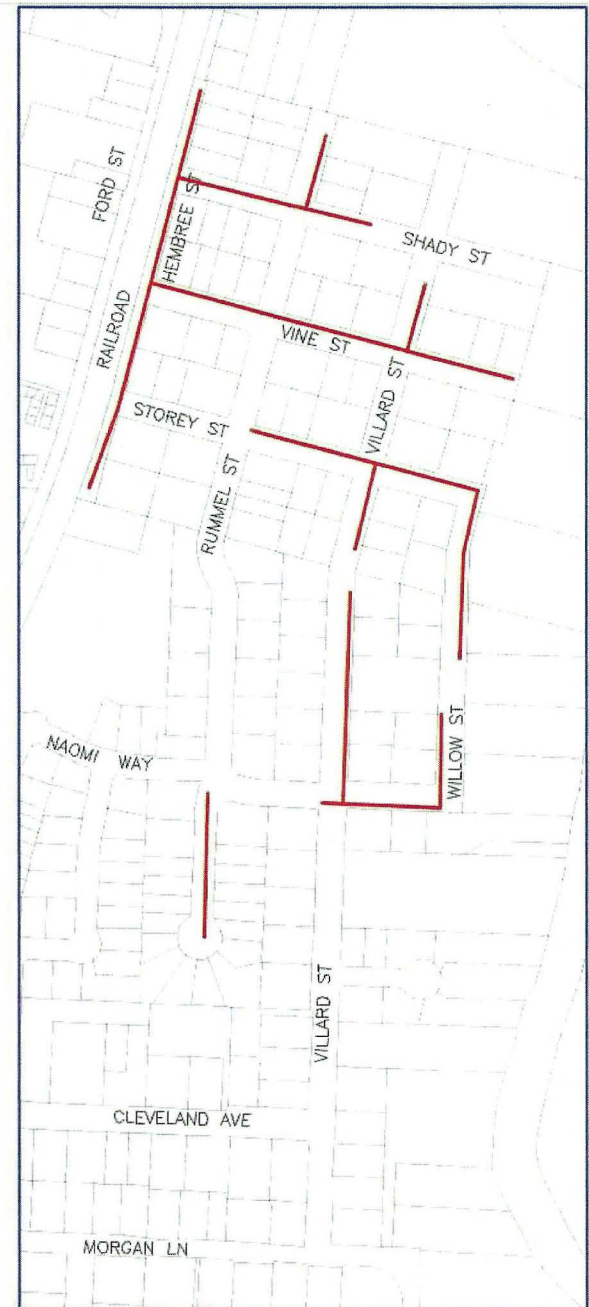 FORD ST
HEMBREE ST
SHADY ST
RAILROAD
VINE ST
VILLARD ST
STOREY ST
RUMMEL ST
NAOMI WAY
WILLOW ST
VILLARD ST
CLEVELAND AVE
MORGAN LN